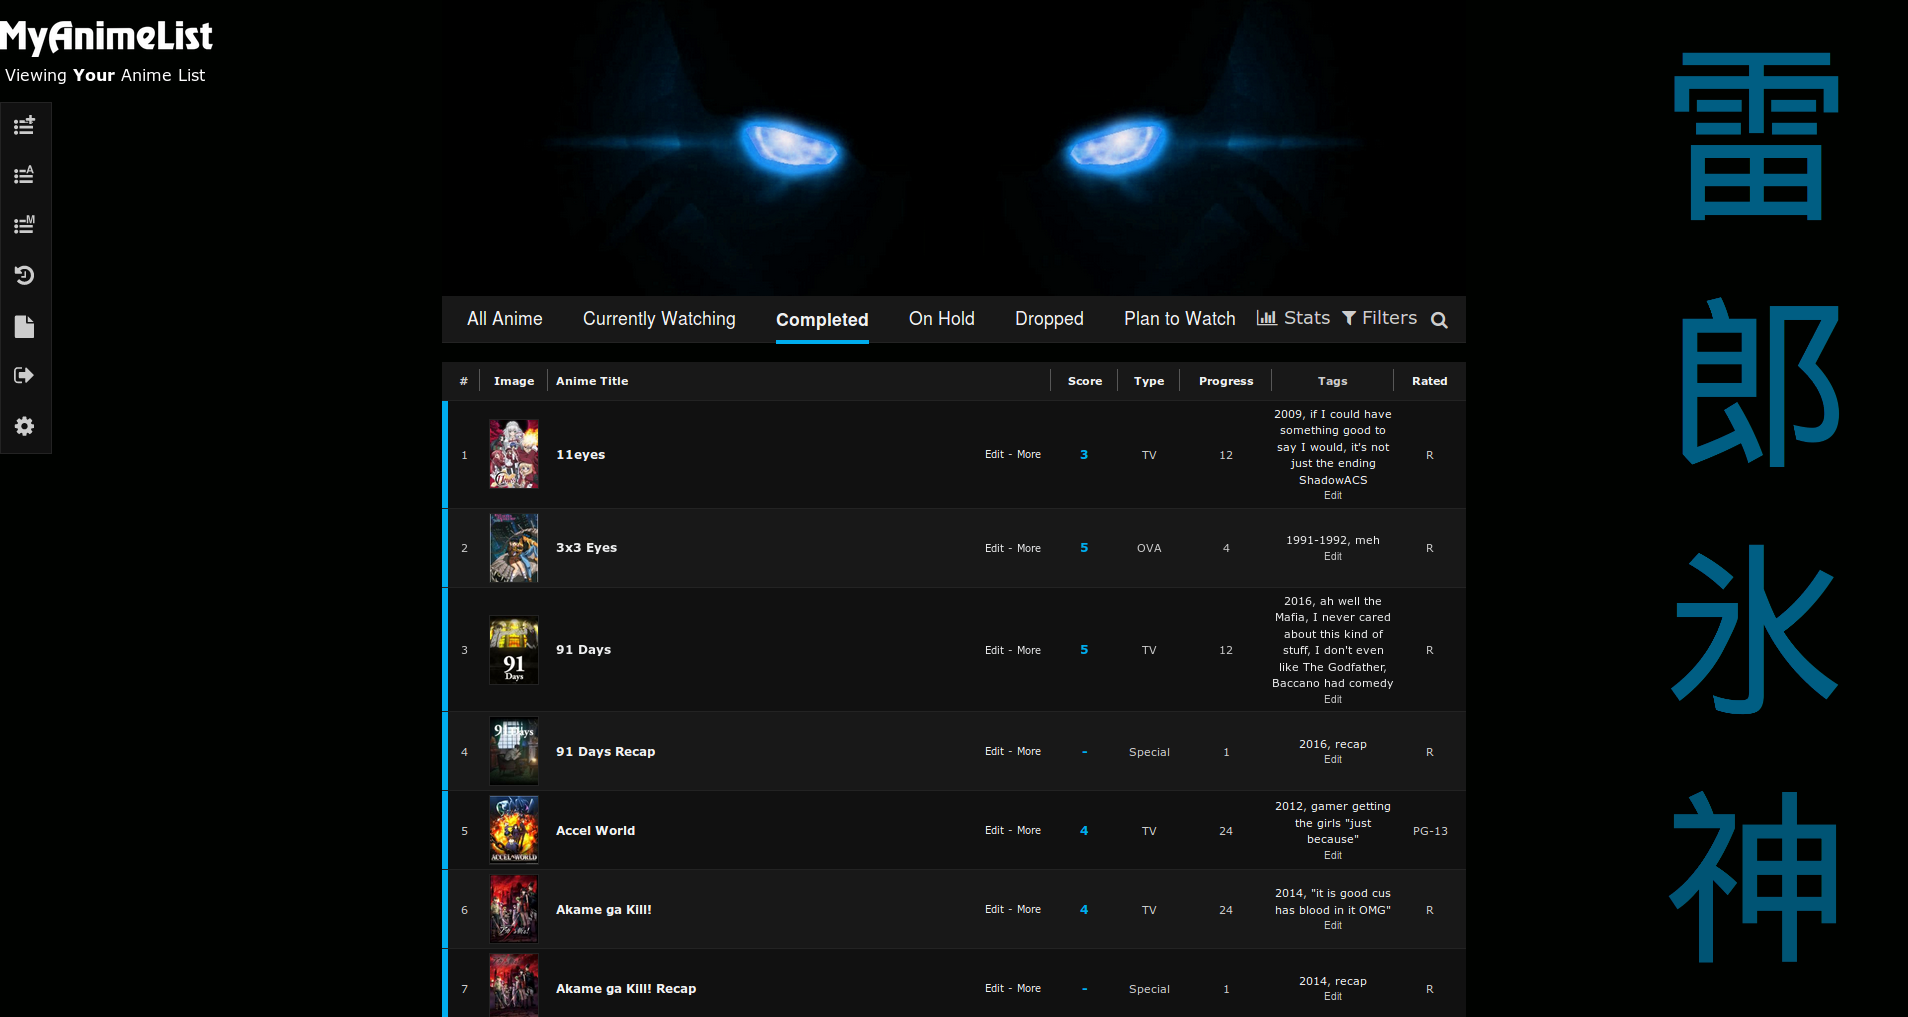 MyAnimeList
Viewing Your Anime List
All Anime Currently Watching Completed On Hold Dropped Plan to Watch Stats Filters
# Image Anime Title Score Type Progress Tags Rated
1 11eyes Edit - More 3 TV 12 R
2009, if I could have
something good to
say I would, it's not
just the ending
ShadowACS
Edit
2 3x3 Eyes Edit - More 5 OVA 4 R
1991-1992, meh
Edit
91
Days
3 91 Days Edit - More 5 TV 12 R
2016, ah well the
Mafia, I never cared
about this kind of
stuff, I don't even
like The Godfather,
Baccano had comedy
Edit
91 Days
4 91 Days Recap Edit - More - Special 1 R
2016, recap
Edit
ACCEL WORLD
5 Accel World Edit - More 4 TV 24 PG-13
2012, gamer getting
the girls "just
because"
Edit
6 Akame ga Kill! Edit - More 4 TV 24 R
2014, "it is good cus
has blood in it OMG"
Edit
7 Akame ga Kill! Recap Edit - More - Special 1 R
2014, recap
Edit
雷
郎
氷
神